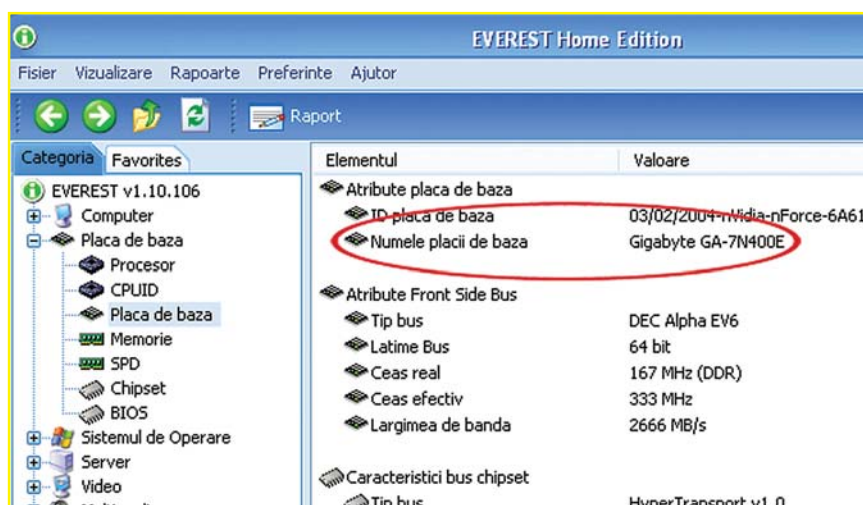 EVEREST Home Edition
Fisier Vizualizare Rapoarte Preferinte Ajutor
Raport
Categoria Favorites
EVEREST v1.10.106
Computer
Placa de baza
Procesor
CPUID
Placa de baza
Memorie
SPD
Chipset
BIOS
Sistemul de Operare
Server
Video
Elementul Valoare
Atribute placa de baza
ID placa de baza 03/02/2004-nVidia-nForce-6A61
Numele placii de baza Gigabyte GA-7N400E
Atribute Front Side Bus
Tip bus DEC Alpha EV6
Latime Bus 64 bit
Ceas real 167 MHz (DDR)
Ceas efectiv 333 MHz
Largimea de banda 2666 MB/s
Caracteristici bus chipset
Tip bus HyperTransport v1.0